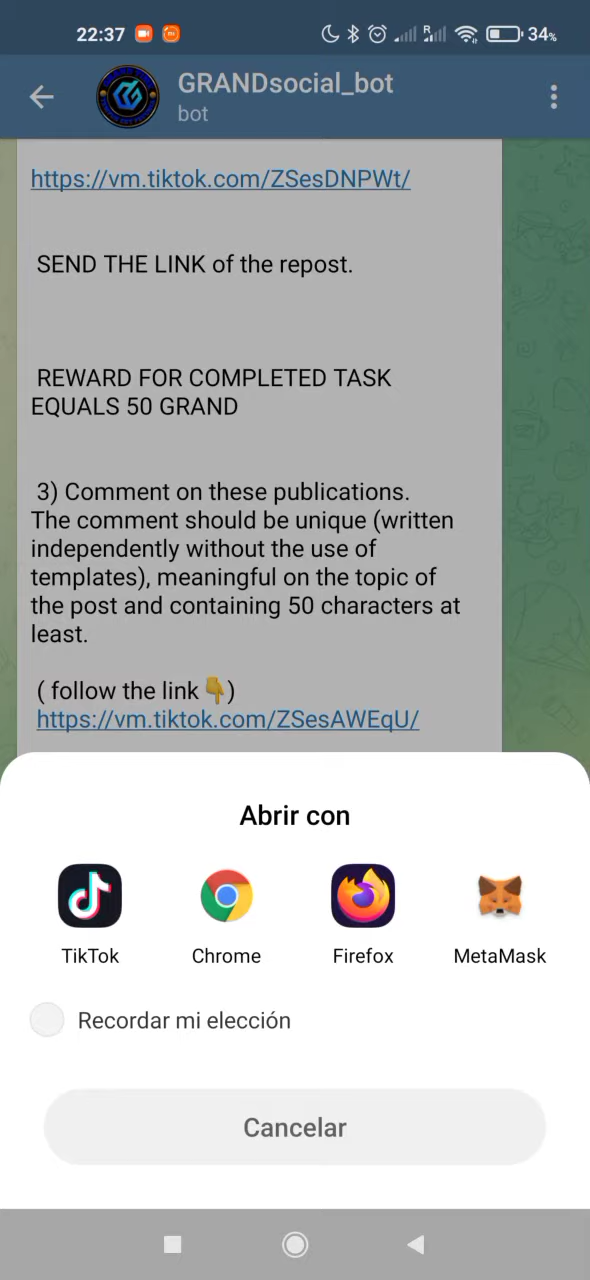 22:37
R
34%
GRANDsocial_bot
bot
https://vm.tiktok.com/ZSesDNPWt/
SEND THE LINK of the repost.
REWARD FOR COMPLETED TASK
EQUALS 50 GRAND
3) Comment on these publications.
The comment should be unique (written
independently without the use of
templates), meaningful on the topic of
the post and containing 50 characters at
least.
( follow the link 👇)
https://vm.tiktok.com/ZSesAWEqU/
Abrir con
TikTok
Chrome
Firefox
MetaMask
Recordar mi elección
Cancelar